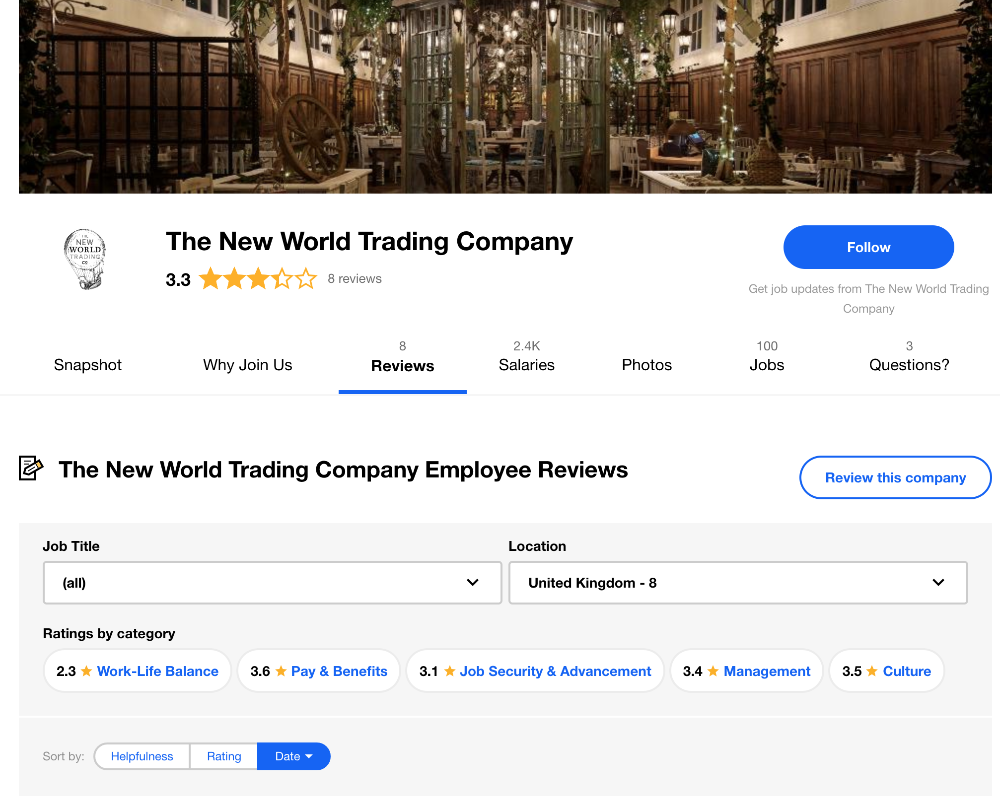 THE
NEW
WORLD
TRADING
CO
The New World Trading Company
3.3
8 reviews
Follow
Get job updates from The New World Trading
Company
Snapshot
Why Join Us
8
Reviews
2.4K
Salaries
Photos
100
Jobs
3
Questions?
The New World Trading Company Employee Reviews
Review this company
Job Title
(all)
Location
United Kingdom - 8
Ratings by category
2.3 Work-Life Balance
3.6 Pay & Benefits
3.1 Job Security & Advancement
3.4 Management
3.5 Culture
Sort by:
Helpfulness
Rating
Date